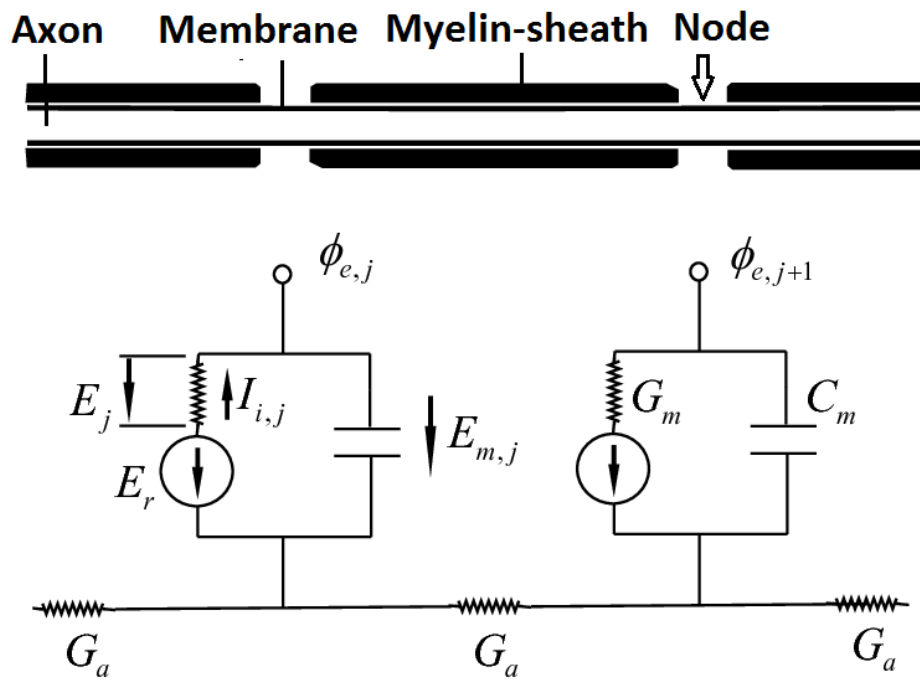 Axon Membrane Myelin-sheath Node
ϕe,j ϕe,j+1
Ej Ii,j Gm Cm
Em,j
Er
Ga Ga Ga